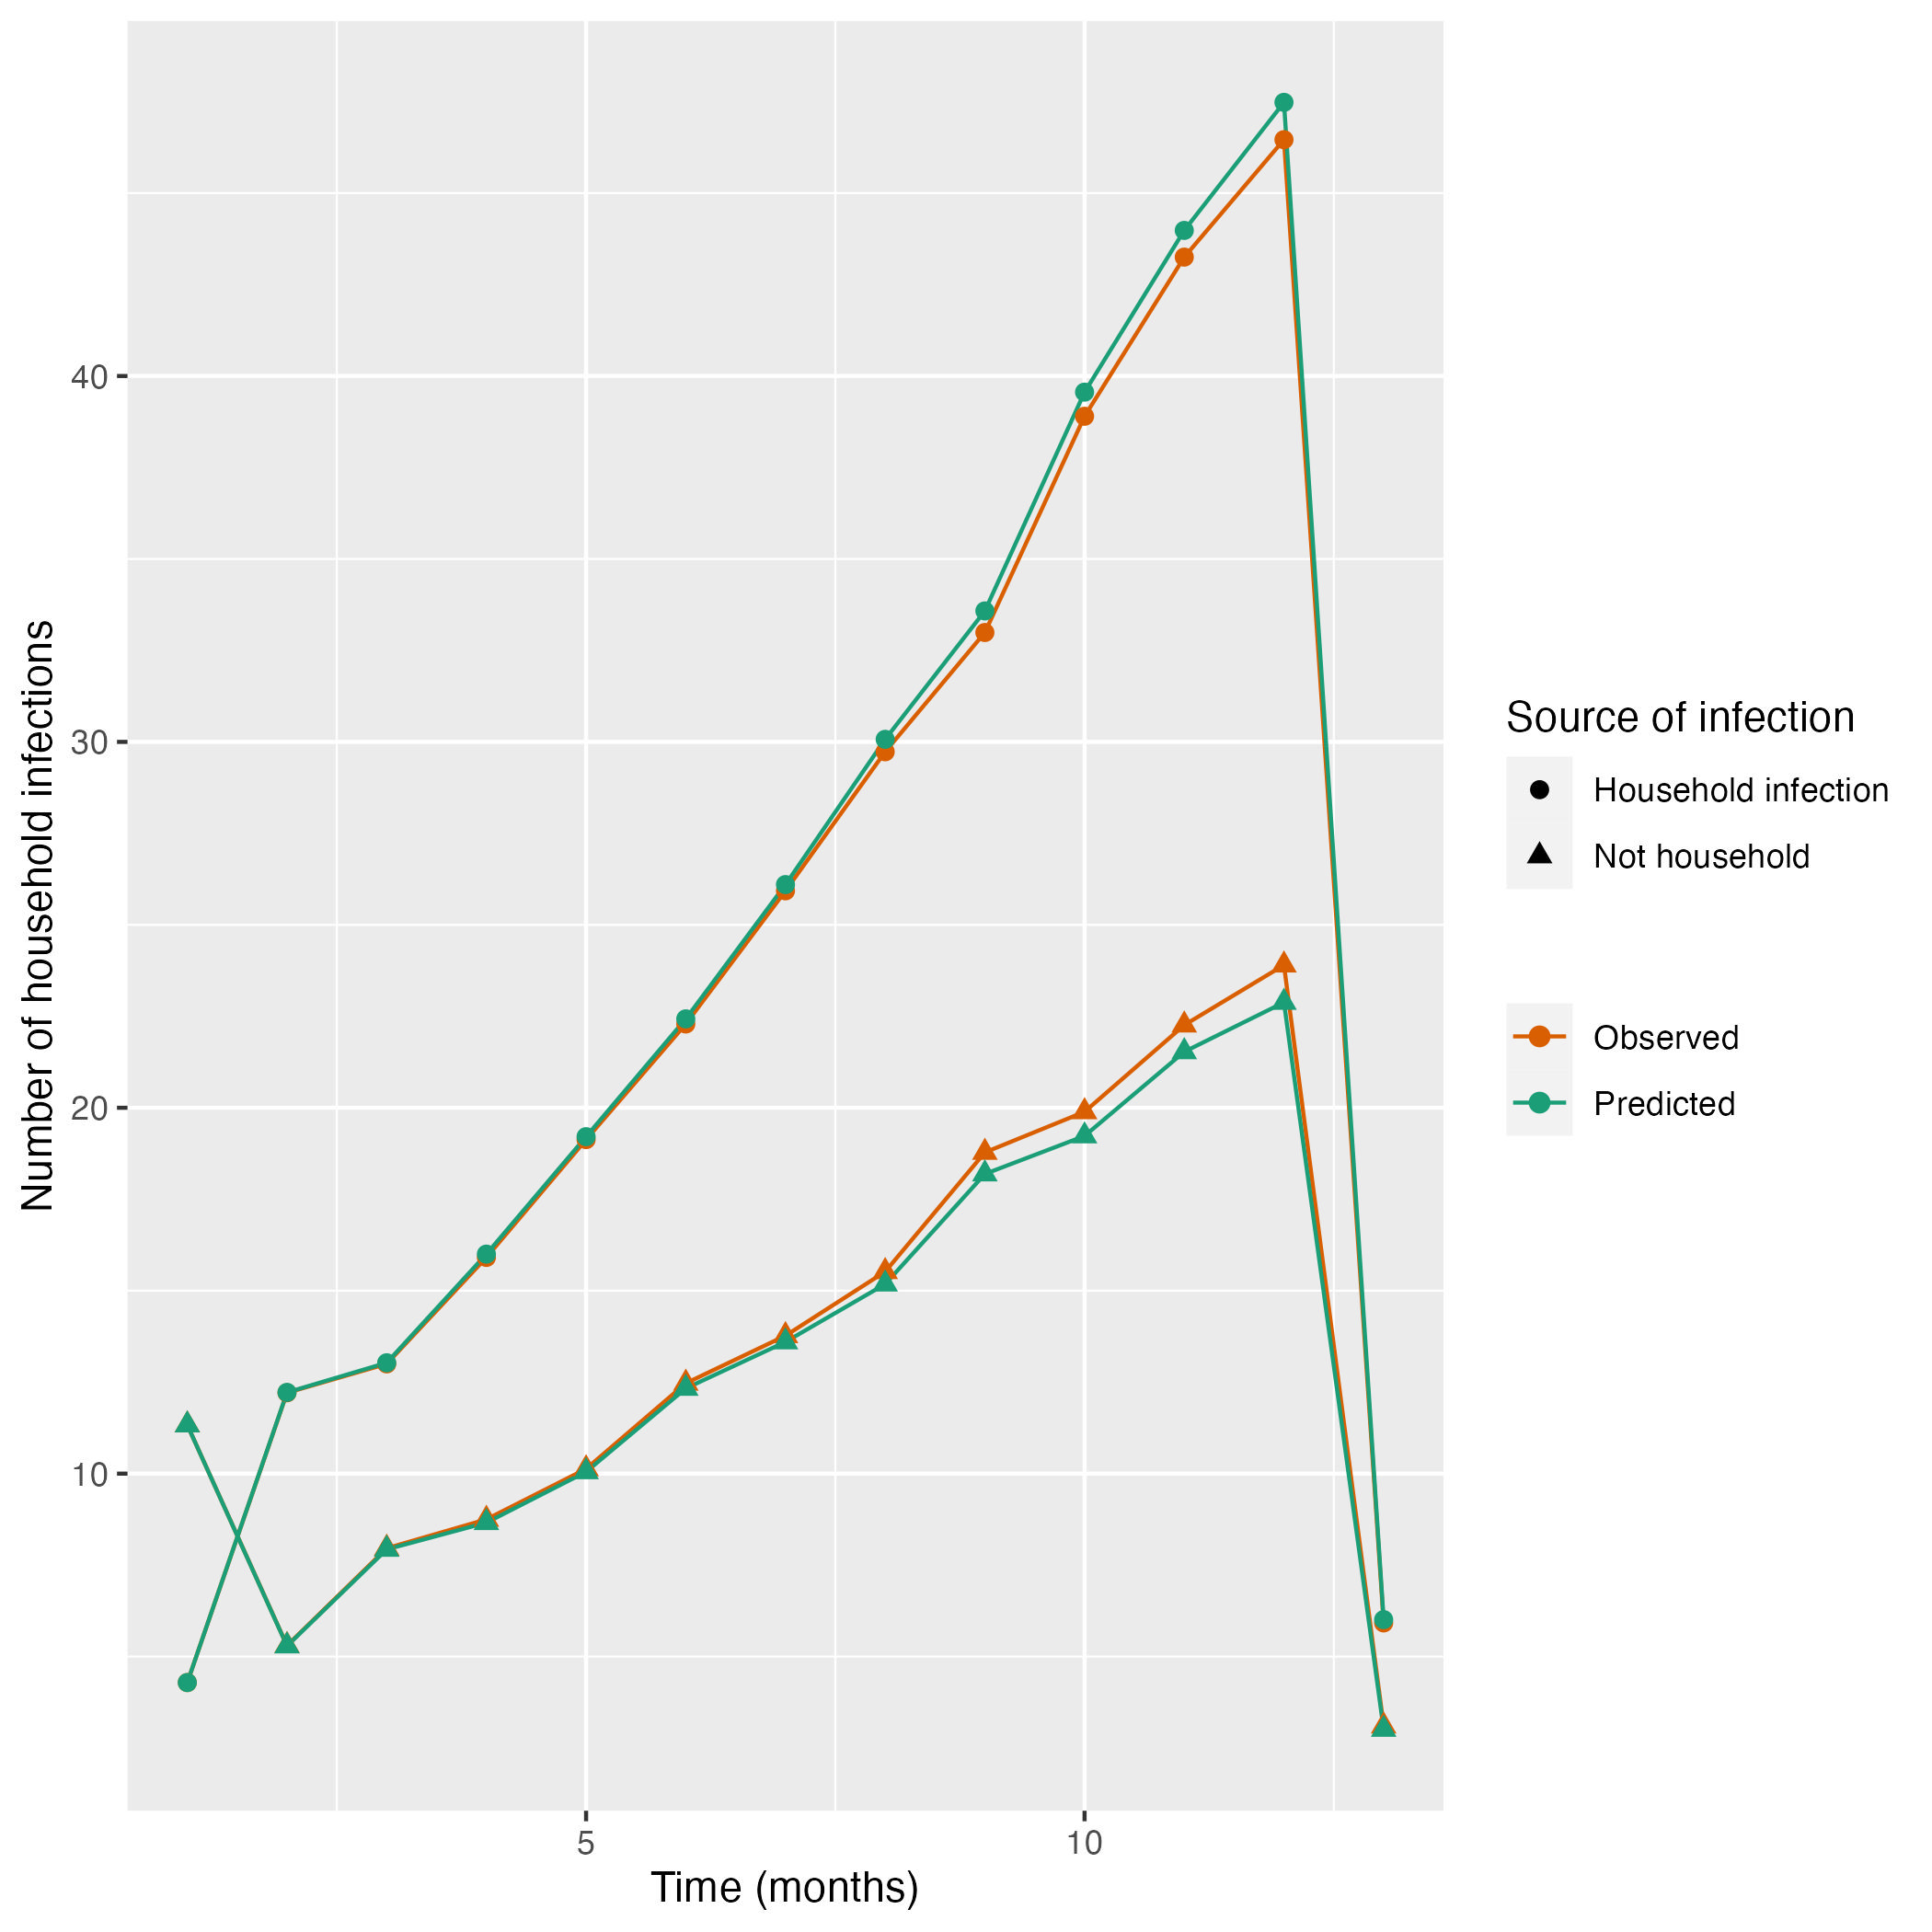 Number of household infections
40
30
20
10
5
10
Time (months)
Source of infection
Household infection
Not household
Observed
Predicted